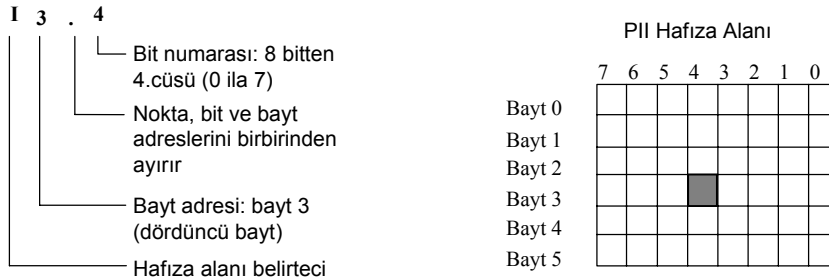 I 3 . 4
Bit numarası: 8 bitten
4.cüsü (0 ila 7)
Nokta, bit ve bayt
adreslerini birbirinden
ayırır
Bayt adresi: bayt 3
(dördüncü bayt)
Hafıza alanı belirteci
PII Hafıza Alanı
7 6 5 4 3 2 1 0
Bayt 0
Bayt 1
Bayt 2
Bayt 3
Bayt 4
Bayt 5